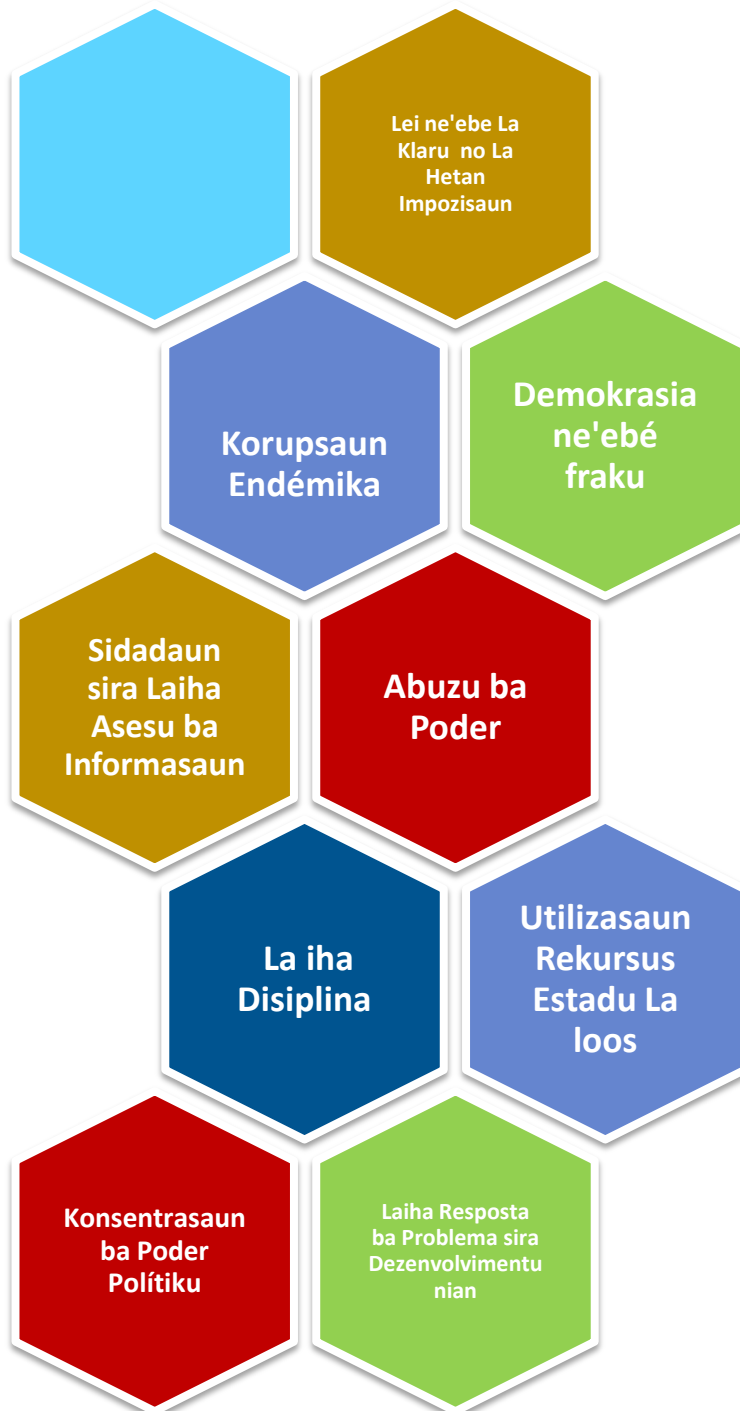 Lei ne'ebe La
Klaru no La
Hetan
Impozisaun
Korupsaun
Endémika
Demokrasia
ne'ebé
fraku
Sidadaun
sira Laiha
Asesu ba
Informasaun
Abuzu ba
Poder
La iha
Disiplina
Utilizasaun
Rekursus
Estadu La
loos
Konsentrasaun
ba Poder
Polítiku
Laiha Resposta
ba Problema sira
Dezenvolvimentu
nian